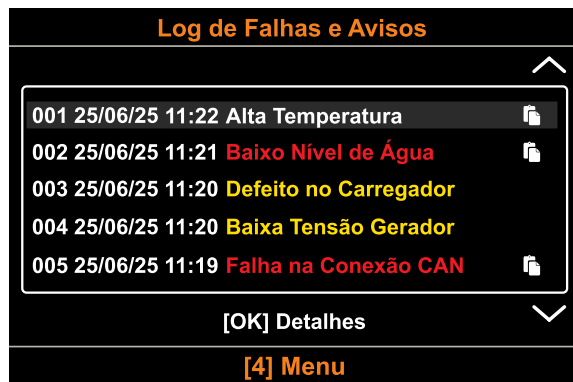 Log de Falhas e Avisos
001 25/06/25 11:22 Alta Temperatura
002 25/06/25 11:21 Baixo Nível de Água
003 25/06/25 11:20 Defeito no Carregador
004 25/06/25 11:20 Baixa Tensão Gerador
005 25/06/25 11:19 Falha na Conexão CAN
[OK] Detalhes
[4] Menu